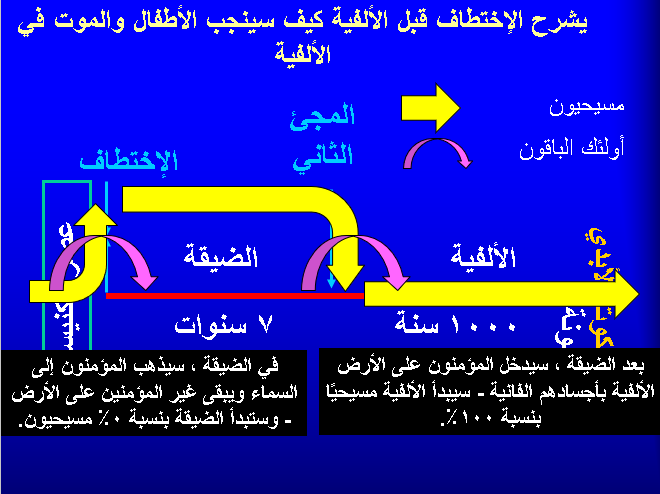 يشرح الإختطاف قبل الألفية كيف سينجب الأطفال والموت في
الألفية
مسيحيون
أولئك الباقون
المجئ
الثاني
الإختطاف
الضيقة
الألفية
٧ سنوات
١٠٠٠ سنة
في الضيقة ، سيذهب المؤمنون إلى
السماء ويبقى غير المؤمنين على الأرض
- وستبدأ الضيقة بنسبة ٠٪ مسيحيون.
بعد الضيقة ، سيدخل المؤمنون على الأرض
الألفية بأجسادهم الفانية - سيبدأ الألفية مسيحيًا
بنسبة ١٠٠٪.